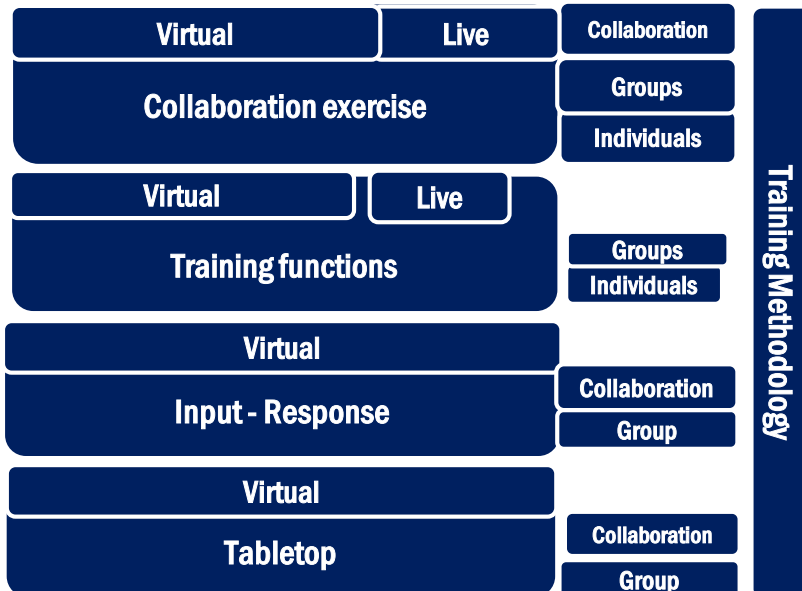 Virtual
Live
Collaboration exercise
Collaboration
Groups
Individuals
Virtual
Live
Training functions
Groups
Individuals
Virtual
Input - Response
Collaboration
Group
Virtual
Tabletop
Collaboration
Group
Training Methodology